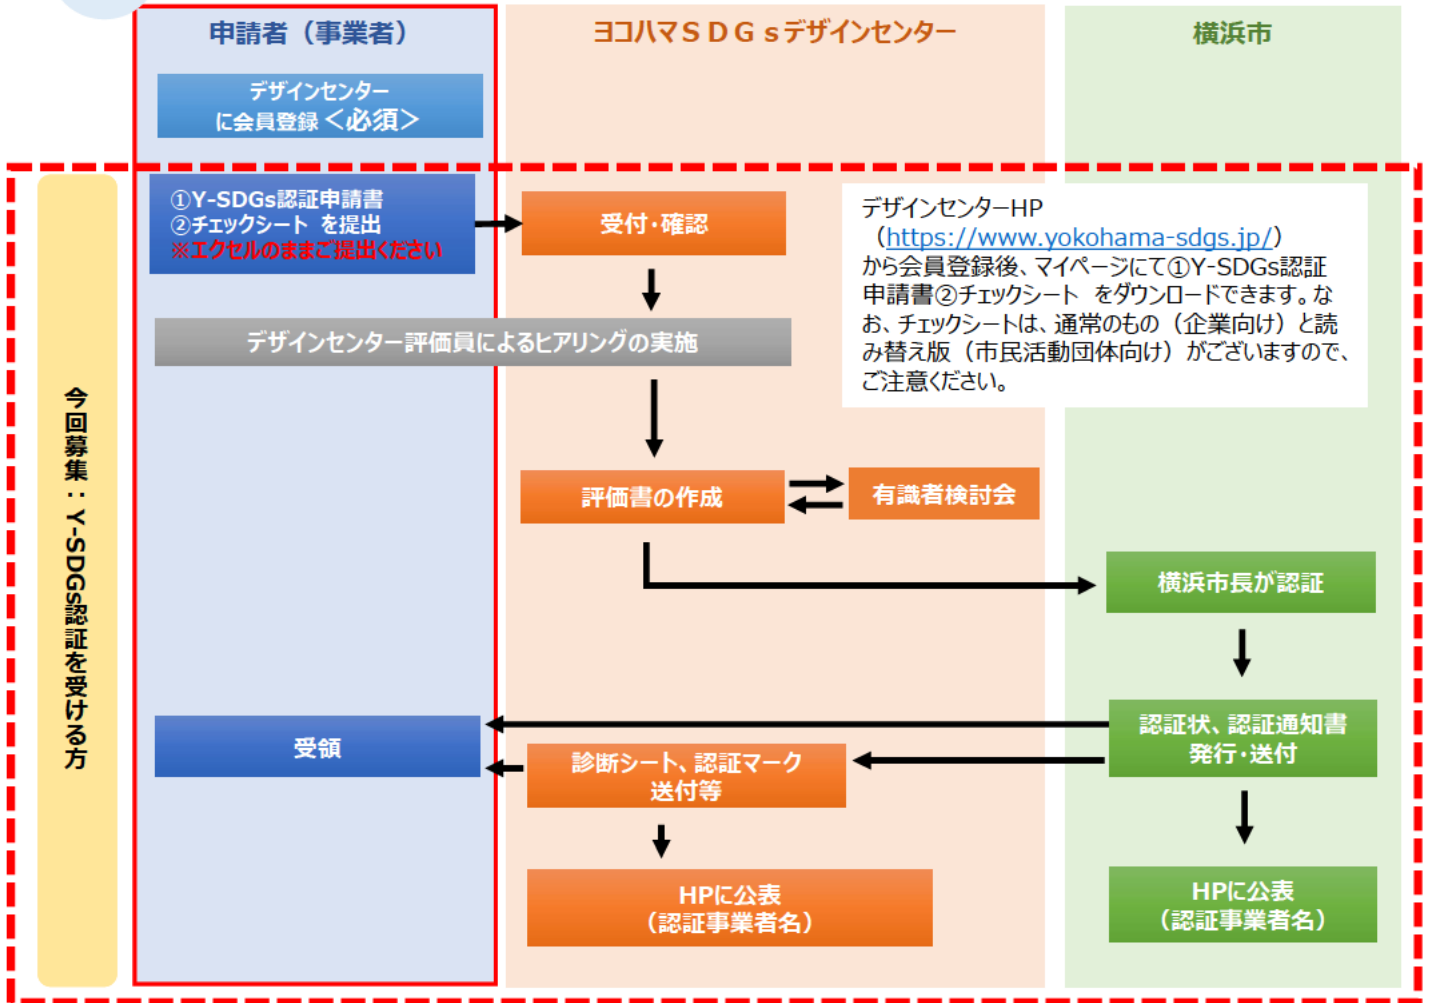 申請者（事業者）
ヨコハマＳＤＧｓデザインセンター
横浜市
デザインセンター
に会員登録＜必須＞
今回募集：Y-SDGs認証を受ける方
①Y-SDGs認証申請書
②チェックシート を提出
※エクセルのままご提出ください
受付・確認
デザインセンターHP
（https://www.yokohama-sdgs.jp/）
から会員登録後、マイページにて①Y-SDGs認証
申請書②チェックシート をダウンロードできます。な
お、チェックシートは、通常のもの（企業向け）と読
み替え版（市民活動団体向け）がございますので、
ご注意ください。
デザインセンター評価員によるヒアリングの実施
評価書の作成
有識者検討会
横浜市長が認証
認証状、認証通知書
発行・送付
受領
診断シート、認証マーク
送付等
HPに公表
（認証事業者名）
HPに公表
（認証事業者名）